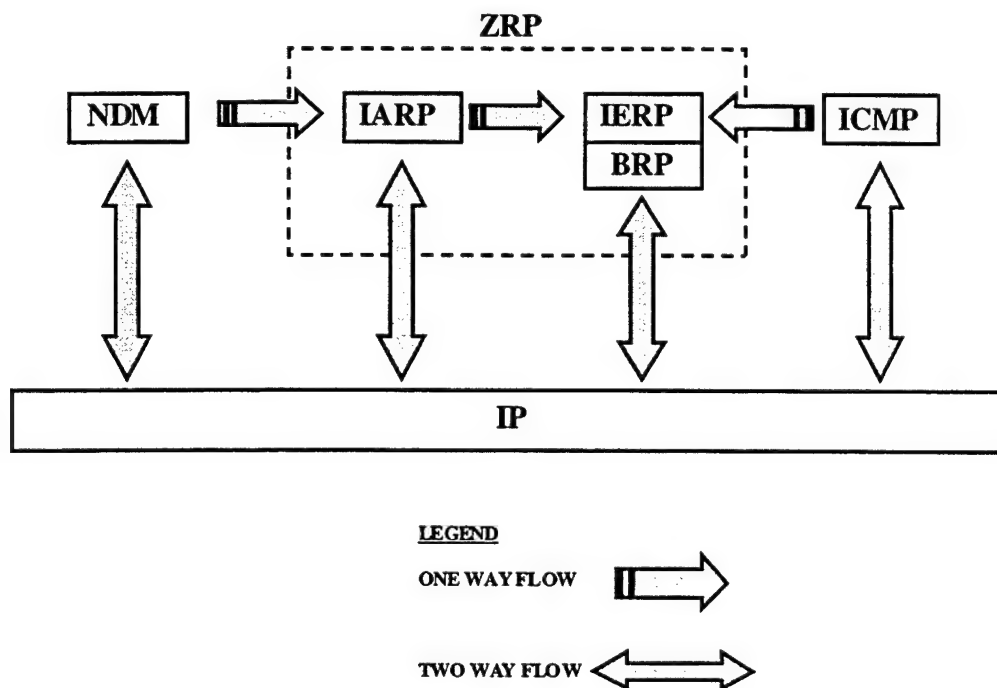 ZRP
NDM
IARP
IERP
ICMP
BRP
IP
LEGEND
ONE WAY FLOW
TWO WAY FLOW